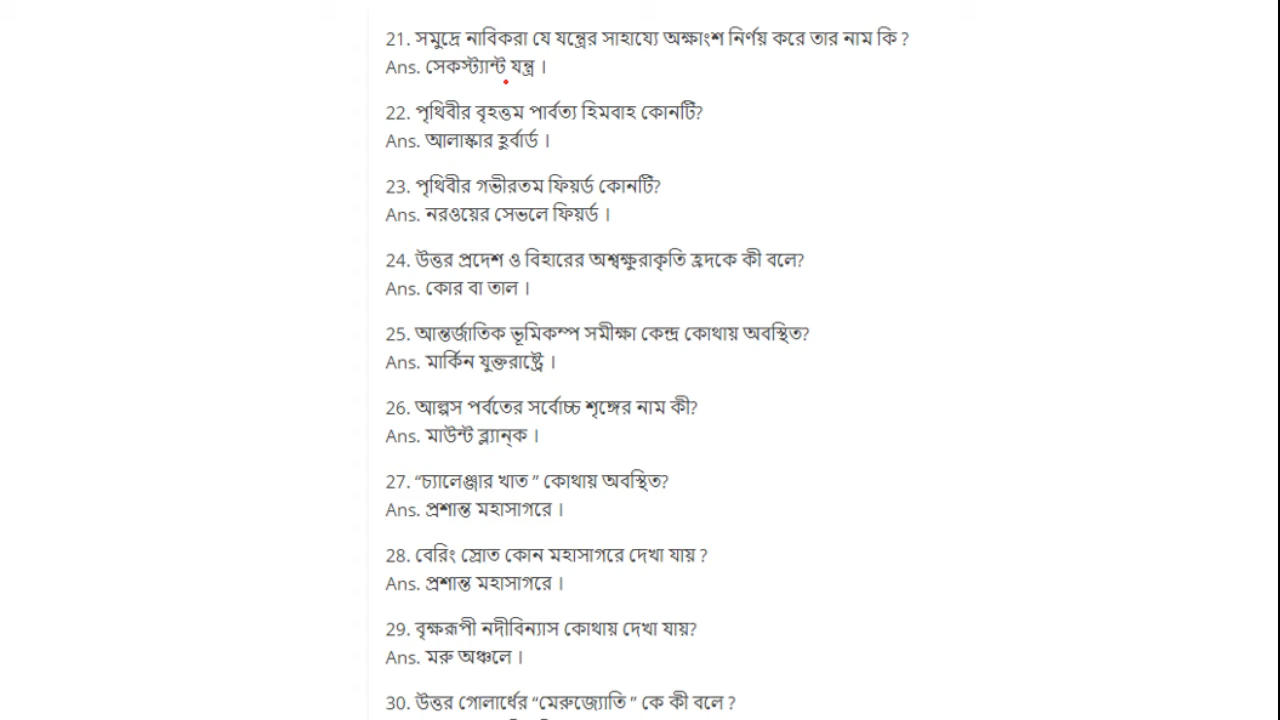 21. সমুদ্রে নাবিকরা যে যন্ত্রের সাহায্যে অক্ষাংশ নির্ণয় করে তার নাম কি ?
Ans. সেকস্ট্যান্ট যন্ত্র ।
22. পৃথিবীর বৃহত্তম পার্বত্য হিমবাহ কোনটি?
Ans. আলাস্কার হুবার্ড ।
23. পৃথিবীর গভীরতম ফিয়র্ড কোনটি?
Ans. নরওয়ের সেভলে ফিয়র্ড ।
24. উত্তর প্রদেশ ও বিহারের অশ্বক্ষুরাকৃতি হ্রদকে কী বলে?
Ans. কোর বা তাল ।
25. আন্তর্জাতিক ভূমিকম্প সমীক্ষা কেন্দ্র কোথায় অবস্থিত?
Ans. মার্কিন যুক্তরাষ্ট্রে ।
26. আল্পস পর্বতের সর্বোচ্চ শৃঙ্গের নাম কী?
Ans. মাউন্ট ব্ল্যান্‌ক ।
27. “চ্যালেঞ্জার খাত ” কোথায় অবস্থিত?
Ans. প্রশান্ত মহাসাগরে ।
28. বেরিং স্রোত কোন মহাসাগরে দেখা যায় ?
Ans. প্রশান্ত মহাসাগরে ।
29. বৃক্ষরূপী নদীবিন্যাস কোথায় দেখা যায়?
Ans. মরু অঞ্চলে ।
30. উত্তর গোলার্ধের “মেরুজ্যোতি ” কে কী বলে ?